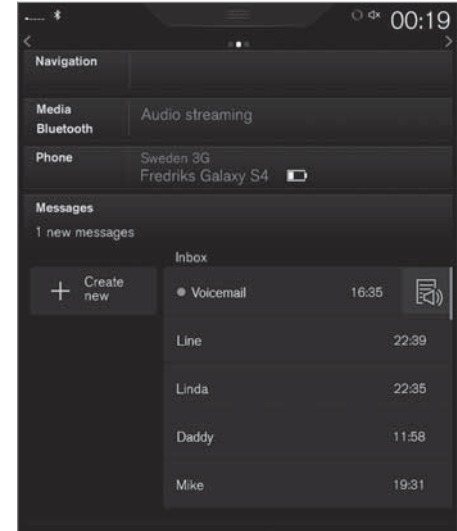 00:19
Navigation
Media
Bluetooth
Audio streaming
Phone
Sweden 3G
Fredriks Galaxy S4
Messages
1 new messages
Inbox
Create
new
Voicemail 16:35
Line 22:39
Linda 22:35
Daddy 11:58
Mike 19:31